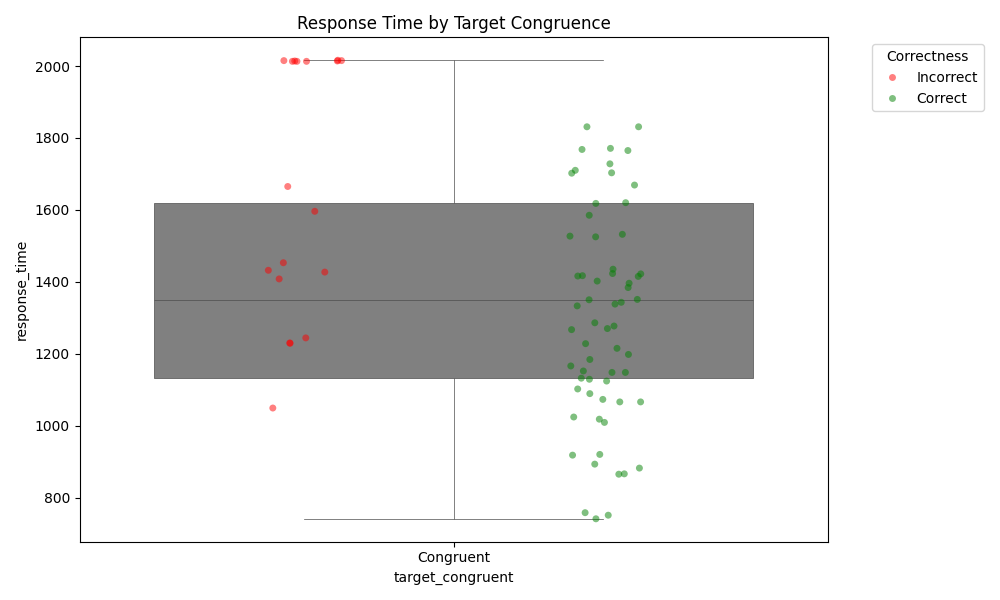 Response Time by Target Congruence
Correctness
Incorrect
Correct
2000
1800
1600
1400
1200
1000
800
response_time
Congruent
target_congruent